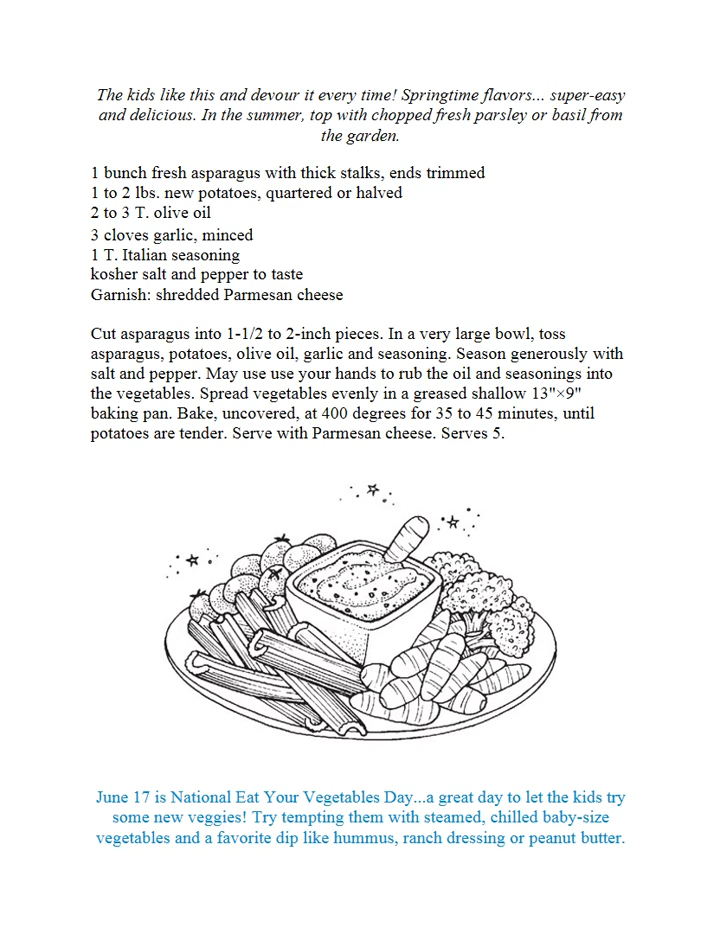 The kids like this and devour it every time! Springtime flavors... super-easy
and delicious. In the summer, top with chopped fresh parsley or basil from
the garden.
1 bunch fresh asparagus with thick stalks, ends trimmed
1 to 2 lbs. new potatoes, quartered or halved
2 to 3 T. olive oil
3 cloves garlic, minced
1 T. Italian seasoning
kosher salt and pepper to taste
Garnish: shredded Parmesan cheese
Cut asparagus into 1-1/2 to 2-inch pieces. In a very large bowl, toss
asparagus, potatoes, olive oil, garlic and seasoning. Season generously with
salt and pepper. May use use your hands to rub the oil and seasonings into
the vegetables. Spread vegetables evenly in a greased shallow 13"×9"
baking pan. Bake, uncovered, at 400 degrees for 35 to 45 minutes, until
potatoes are tender. Serve with Parmesan cheese. Serves 5.
June 17 is National Eat Your Vegetables Day...a great day to let the kids try
some new veggies! Try tempting them with steamed, chilled baby-size
vegetables and a favorite dip like hummus, ranch dressing or peanut butter.